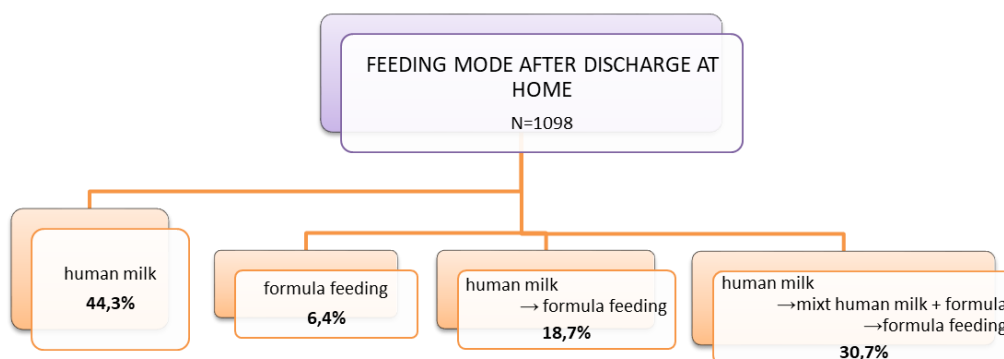 FEEDING MODE AFTER DISCHARGE AT
HOME
N=1098
human milk
44,3%
formula feeding
6,4%
human milk
→ formula feeding
18,7%
human milk
→mixt human milk + formula
→formula feeding
30,7%